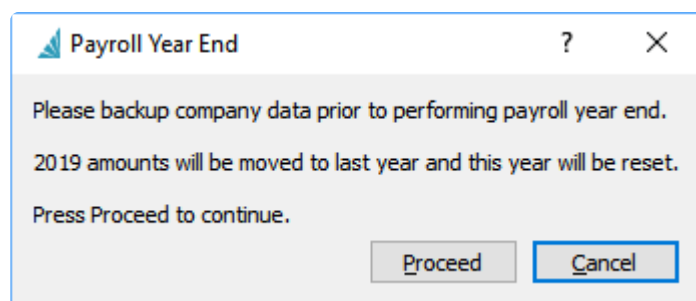 Payroll Year End ?
Please backup company data prior to performing payroll year end.
2019 amounts will be moved to last year and this year will be reset.
Press Proceed to continue.
Proceed Cancel